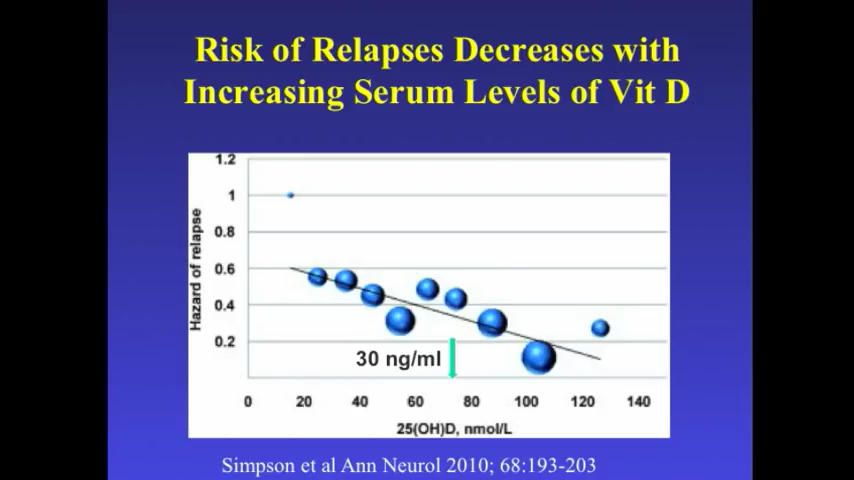 Risk of Relapses Decreases with
Increasing Serum Levels of Vit D
1.2
1
0.8
0.6
0.4
0.2
Hazard of relapse
30 ng/ml
0 20 40 60 80 100 120 140
25(OH)D, nmol/L
Simpson et al Ann Neurol 2010; 68:193-203